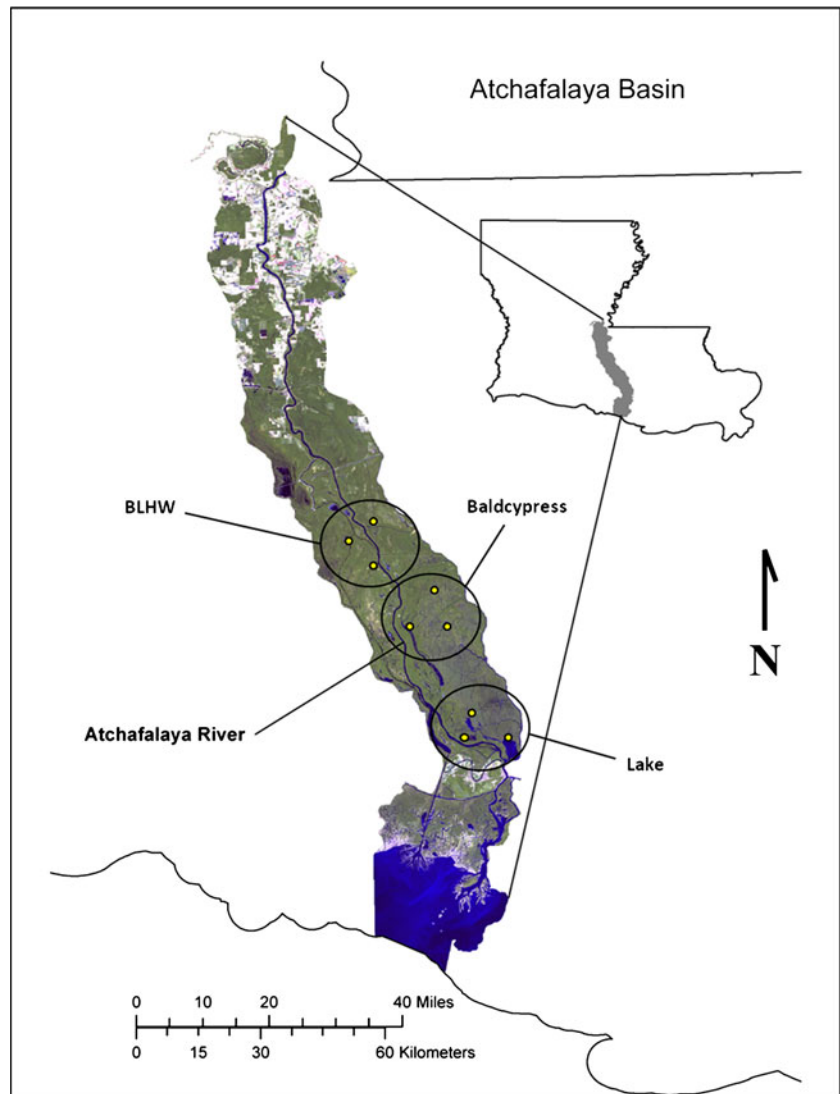 Atchafalaya Basin
BLHW
Baldcypress
N
Atchafalaya River
Lake
0 10 20 40 Miles
0 15 30 60 Kilometers